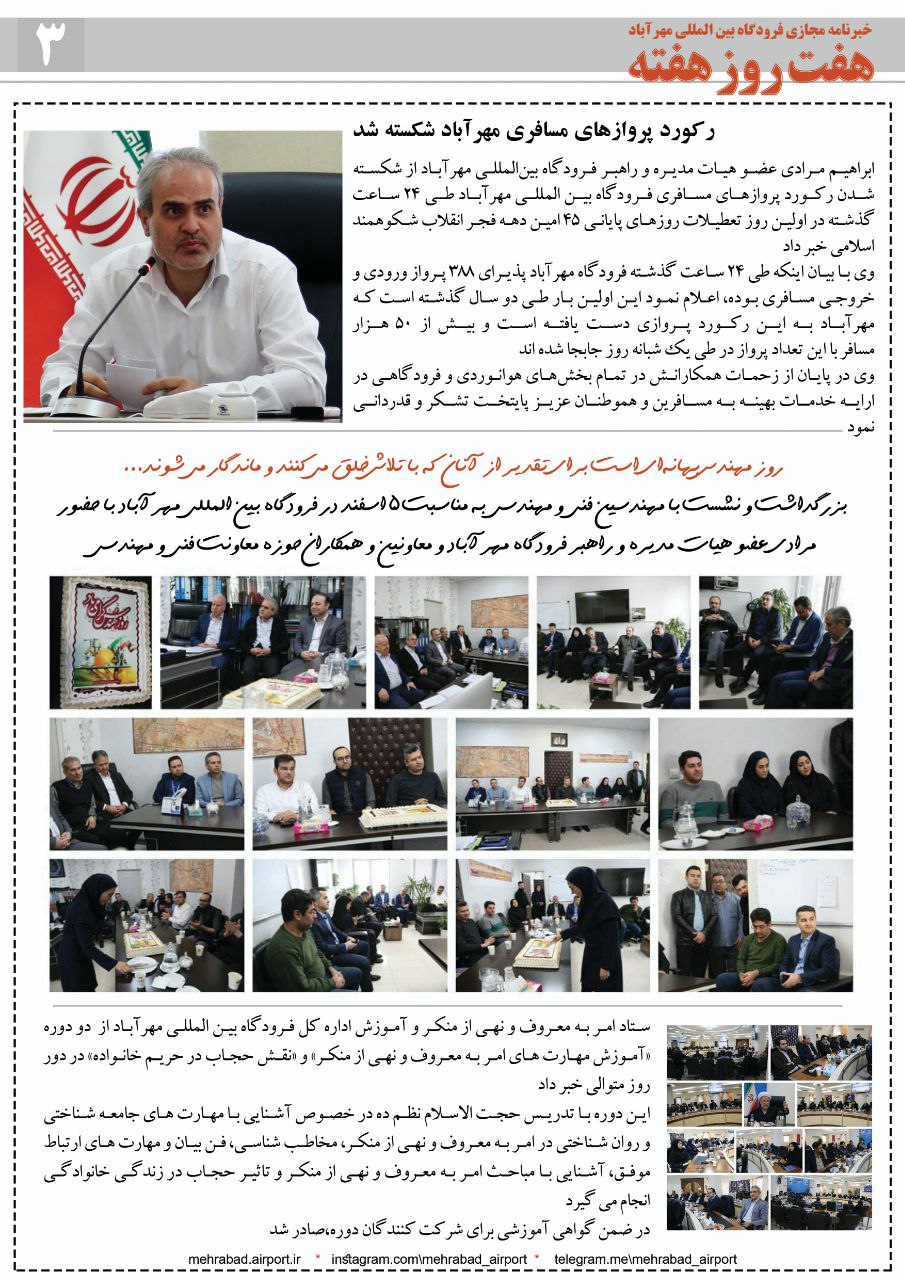 خبرنامه مجازی فرودگاه بین المللی مهرآباد
هفت روز هفته
۳
رکورد پروازهای مسافری مهرآباد شکسته شد
ابراهیم مرادی عضو هیات مدیره و راهبر فرودگاه بین‌المللی مهرآباد از شکسته
شدن رکورد پروازهای مسافری فرودگاه بین المللی مهرآباد طی ۲۴ ساعت
گذشته در اولین روز تعطیلات روزهای پایانی ۴۵ امین دهه فجر انقلاب شکوهمند
اسلامی خبر داد
وی با بیان اینکه طی ۲۴ ساعت گذشته فرودگاه مهرآباد پذیرای ۳۸۸ پرواز ورودی و
خروجی مسافری بوده، اعلام نمود این اولین بار طی دو سال گذشته است که
مهرآباد به این رکورد پروازی دست یافته است و بیش از ۵۰ هزار
مسافر با این تعداد پرواز در طی یک شبانه روز جابجا شده اند
وی در پایان از زحمات همکارانش در تمام بخش‌های هوانوردی و فرودگاهی در
ارایه خدمات بهینه به مسافرین و هموطنان عزیز پایتخت تشکر و قدردانی
نمود
روز مهندس بهانه‌ای است برای تقدیر از آنان که با تلاش خلق می‌کنند و ماندگار می‌شوند...
بزرگداشت و نشست با مهندسین فنی و مهندسی به مناسبت ۵ اسفند در فرودگاه بین المللی مهرآباد با حضور
مرادی عضو هیات مدیره و راهبر فرودگاه مهرآباد و معاونین و همکاران حوزه معاونت فنی و مهندسی
ستاد امر به معروف و نهی از منکر و آموزش اداره کل فرودگاه بین المللی مهرآباد از دو دوره
«آموزش مهارت های امر به معروف و نهی از منکر» و «نقش حجاب در حریم خانواده» در دور
روز متوالی خبر داد
این دوره با تدریس حجت الاسلام نظم ده در خصوص آشنایی با مهارت های جامعه شناختی
و روان شناختی در امر به معروف و نهی از منکر، مخاطب شناسی، فن بیان و مهارت های ارتباط
موفق، آشنایی با مباحث امر به معروف و نهی از منکر و تاثیر حجاب در زندگی خانوادگی
انجام می گیرد
در ضمن گواهی آموزشی برای شرکت کنندگان دوره،صادر شد
mehrabad.airport.ir * instagram.com\mehrabad_airport * telegram.me\mehrabad_airport